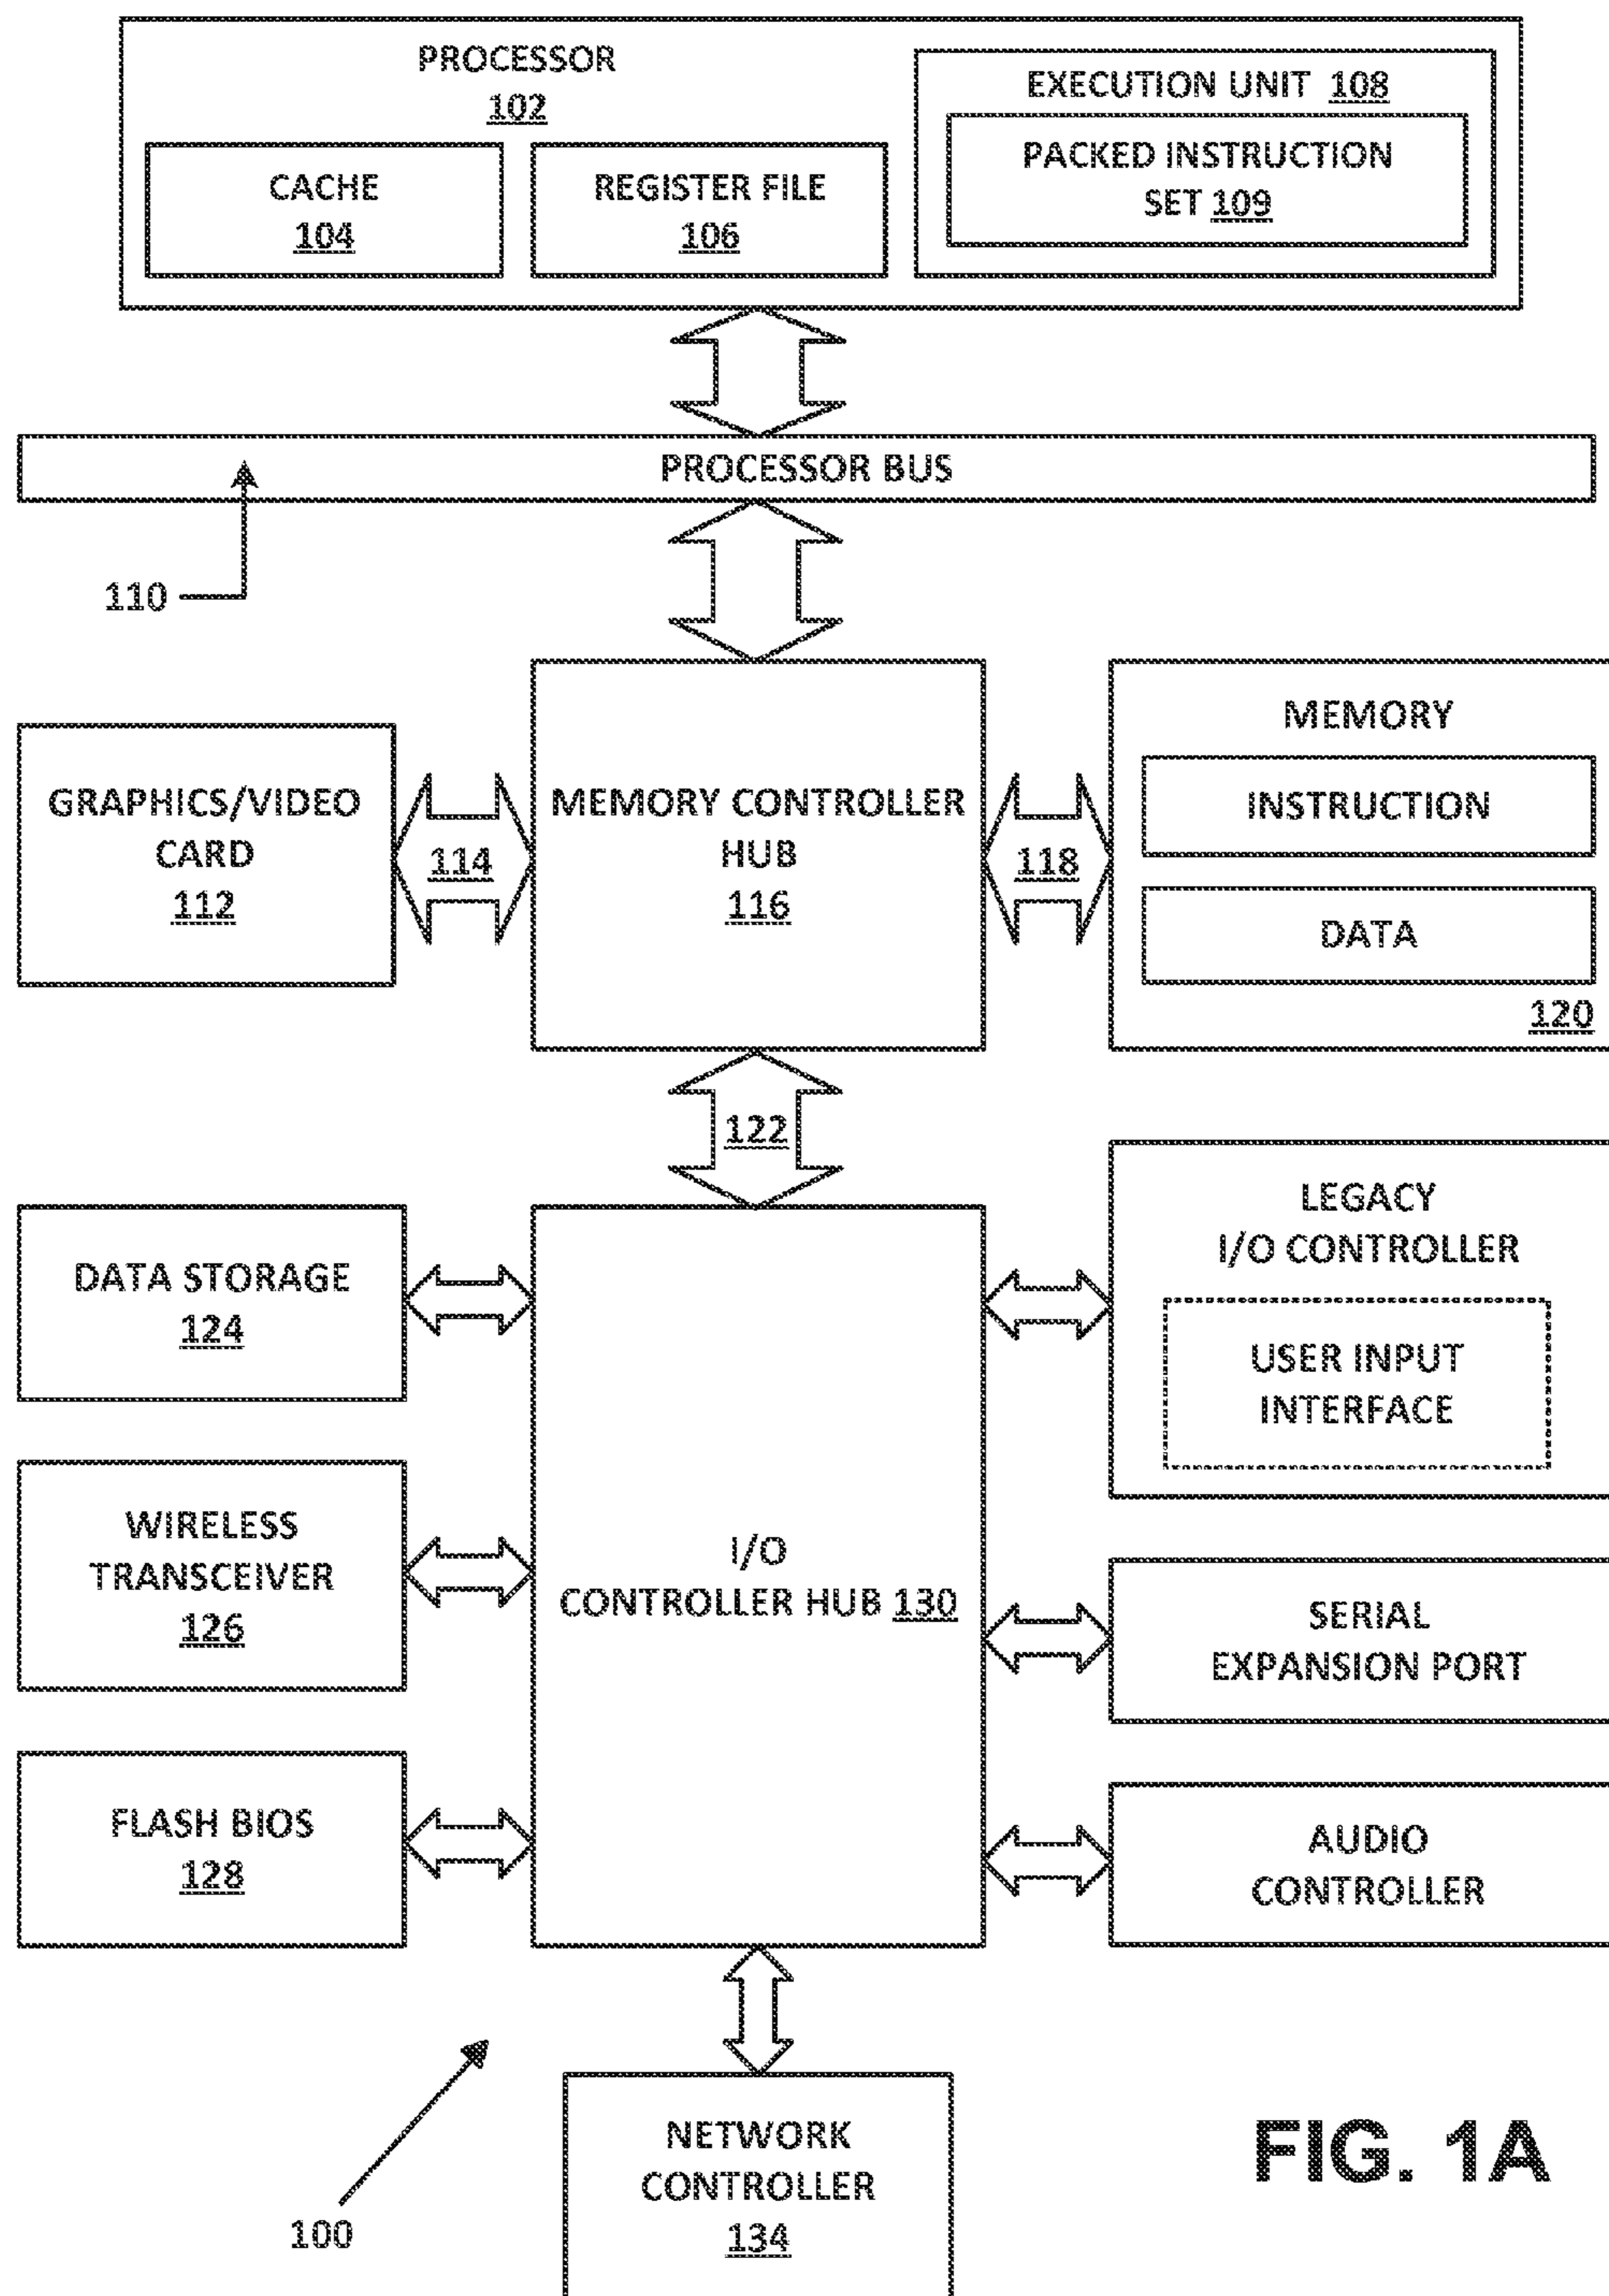 PROCESSOR
102
CACHE
104
REGISTER FILE
106
EXECUTION UNIT 108
PACKED INSTRUCTION
SET 109
PROCESSOR BUS
110
GRAPHICS/VIDEO
CARD
112
114
MEMORY CONTROLLER
HUB
116
118
MEMORY
INSTRUCTION
DATA
120
122
DATA STORAGE
124
WIRELESS
TRANSCEIVER
126
FLASH BIOS
128
I/O
CONTROLLER HUB 130
LEGACY
I/O CONTROLLER
USER INPUT
INTERFACE
SERIAL
EXPANSION PORT
AUDIO
CONTROLLER
NETWORK
CONTROLLER
134
100
FIG. 1A